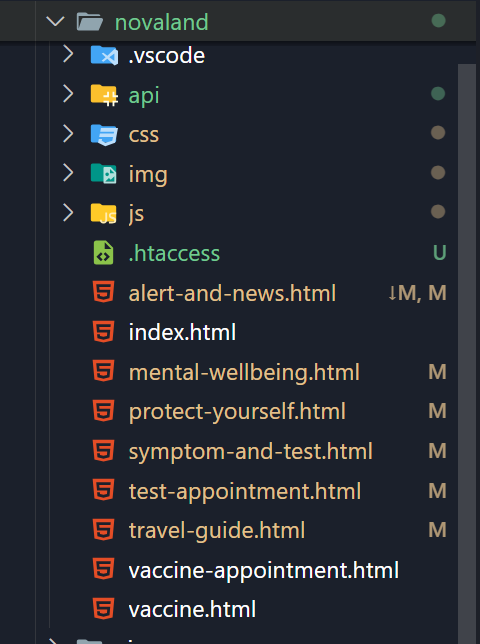 novaland
.vscode
api
css
img
js
.htaccess U
alert-and-news.html ↓M, M
index.html
mental-wellbeing.html M
protect-yourself.html M
symptom-and-test.html M
test-appointment.html M
travel-guide.html M
vaccine-appointment.html
vaccine.html